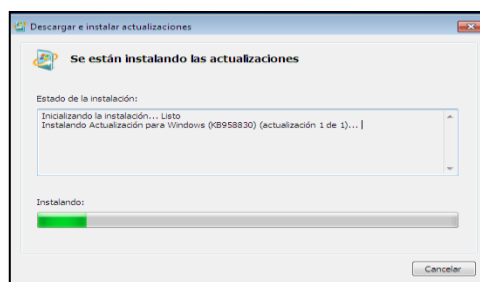 Descargar e instalar actualizaciones
Se están instalando las actualizaciones
Estado de la instalación:
Inicializando la instalación... Listo
Instalando Actualización para Windows (KB958830) (actualización 1 de 1)...
Instalando:
Cancelar